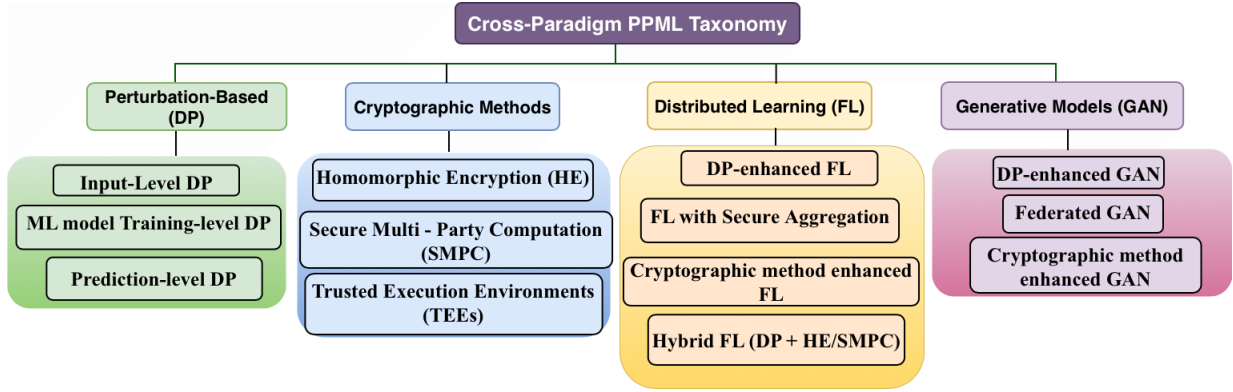 Cross-Paradigm PPML Taxonomy
Perturbation-Based
(DP)
Cryptographic Methods
Distributed Learning (FL)
Generative Models (GAN)
Input-Level DP
ML model Training-level DP
Prediction-level DP
Homomorphic Encryption (HE)
Secure Multi - Party Computation
(SMPC)
Trusted Execution Environments
(TEEs)
DP-enhanced FL
FL with Secure Aggregation
Cryptographic method enhanced
FL
Hybrid FL (DP + HE/SMPC)
DP-enhanced GAN
Federated GAN
Cryptographic method
enhanced GAN